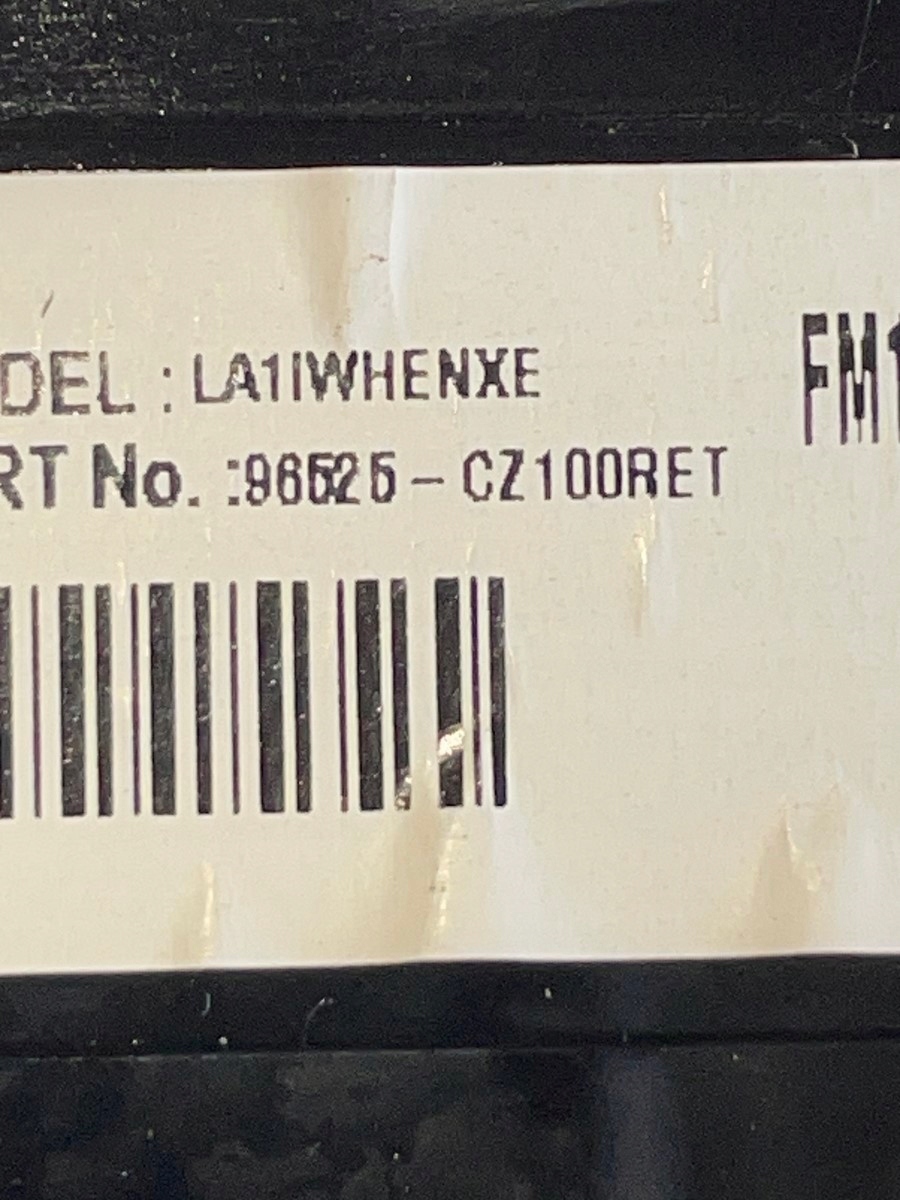 DEL : LA1IWHENXE
FM1
RT No. :96525-CZ100RET